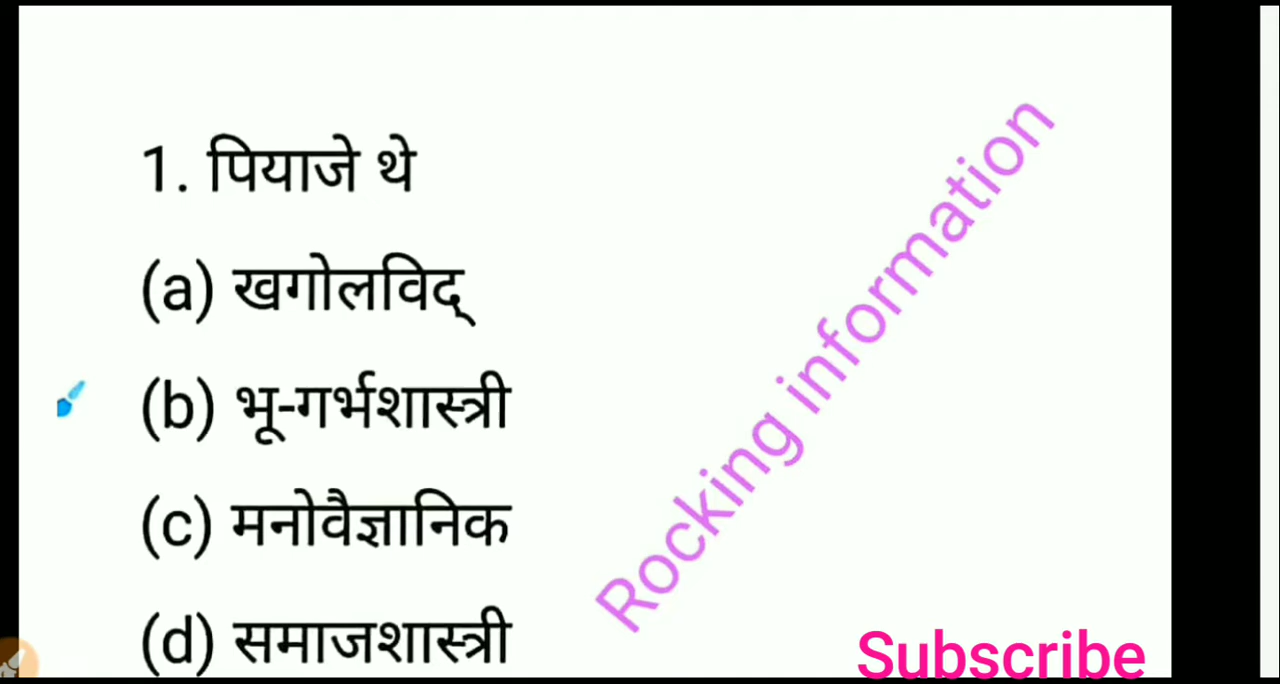 1. पियाजे थे
(a) खगोलविद्
(b) भू-गर्भशास्त्री
(c) मनोवैज्ञानिक
(d) समाजशास्त्री
Rocking information
Subscribe